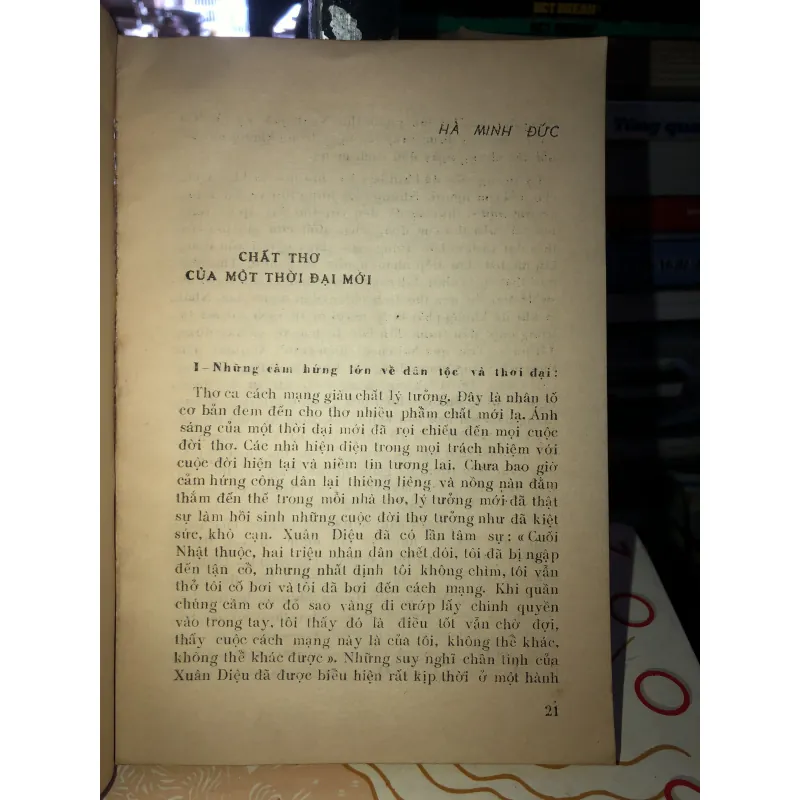 HÀ MINH ĐỨC
CHẤT THƠ
CỦA MỘT THỜI ĐẠI MỚI
I – Những cảm hứng lớn về dân tộc và thời đại:
Thơ ca cách mạng giàu chất lý tưởng. Đây là nhân tố
cơ bản đem đến cho thơ nhiều phẩm chất mới lạ. Ánh
sáng của một thời đại mới đã rọi chiếu đến mọi cuộc
đời thơ. Các nhà hiện diện trong mọi trách nhiệm với
cuộc đời hiện tại và niềm tin tương lai. Chưa bao giờ
cảm hứng công dân lại thiêng liêng và nồng nàn đằm
thắm đến thế trong mỗi nhà thơ, lý tưởng mới đã thật
sự làm hồi sinh những cuộc đời thơ tưởng như đã kiệt
sức, khô cạn. Xuân Diệu đã có lần tâm sự : « Cuối
Nhật thuộc, hai triệu nhân dân chết đói, tôi đã bị ngập
đến tận cổ, nhưng nhất định tôi không chìm, tôi vẫn
thở tôi cố bơi và tôi đã bơi đến cách mạng. Khi quần
chúng cầm cờ đỏ sao vàng đi cướp lấy chính quyền
vào trong tay, tôi thấy đó là điều tốt vẫn chờ đợi,
thấy cuộc cách mạng này là của tôi, không thể khác,
không thể khác được ». Những suy nghĩ chân tình của
Xuân Diệu đã được biểu hiện rất kịp thời ở một hành
21